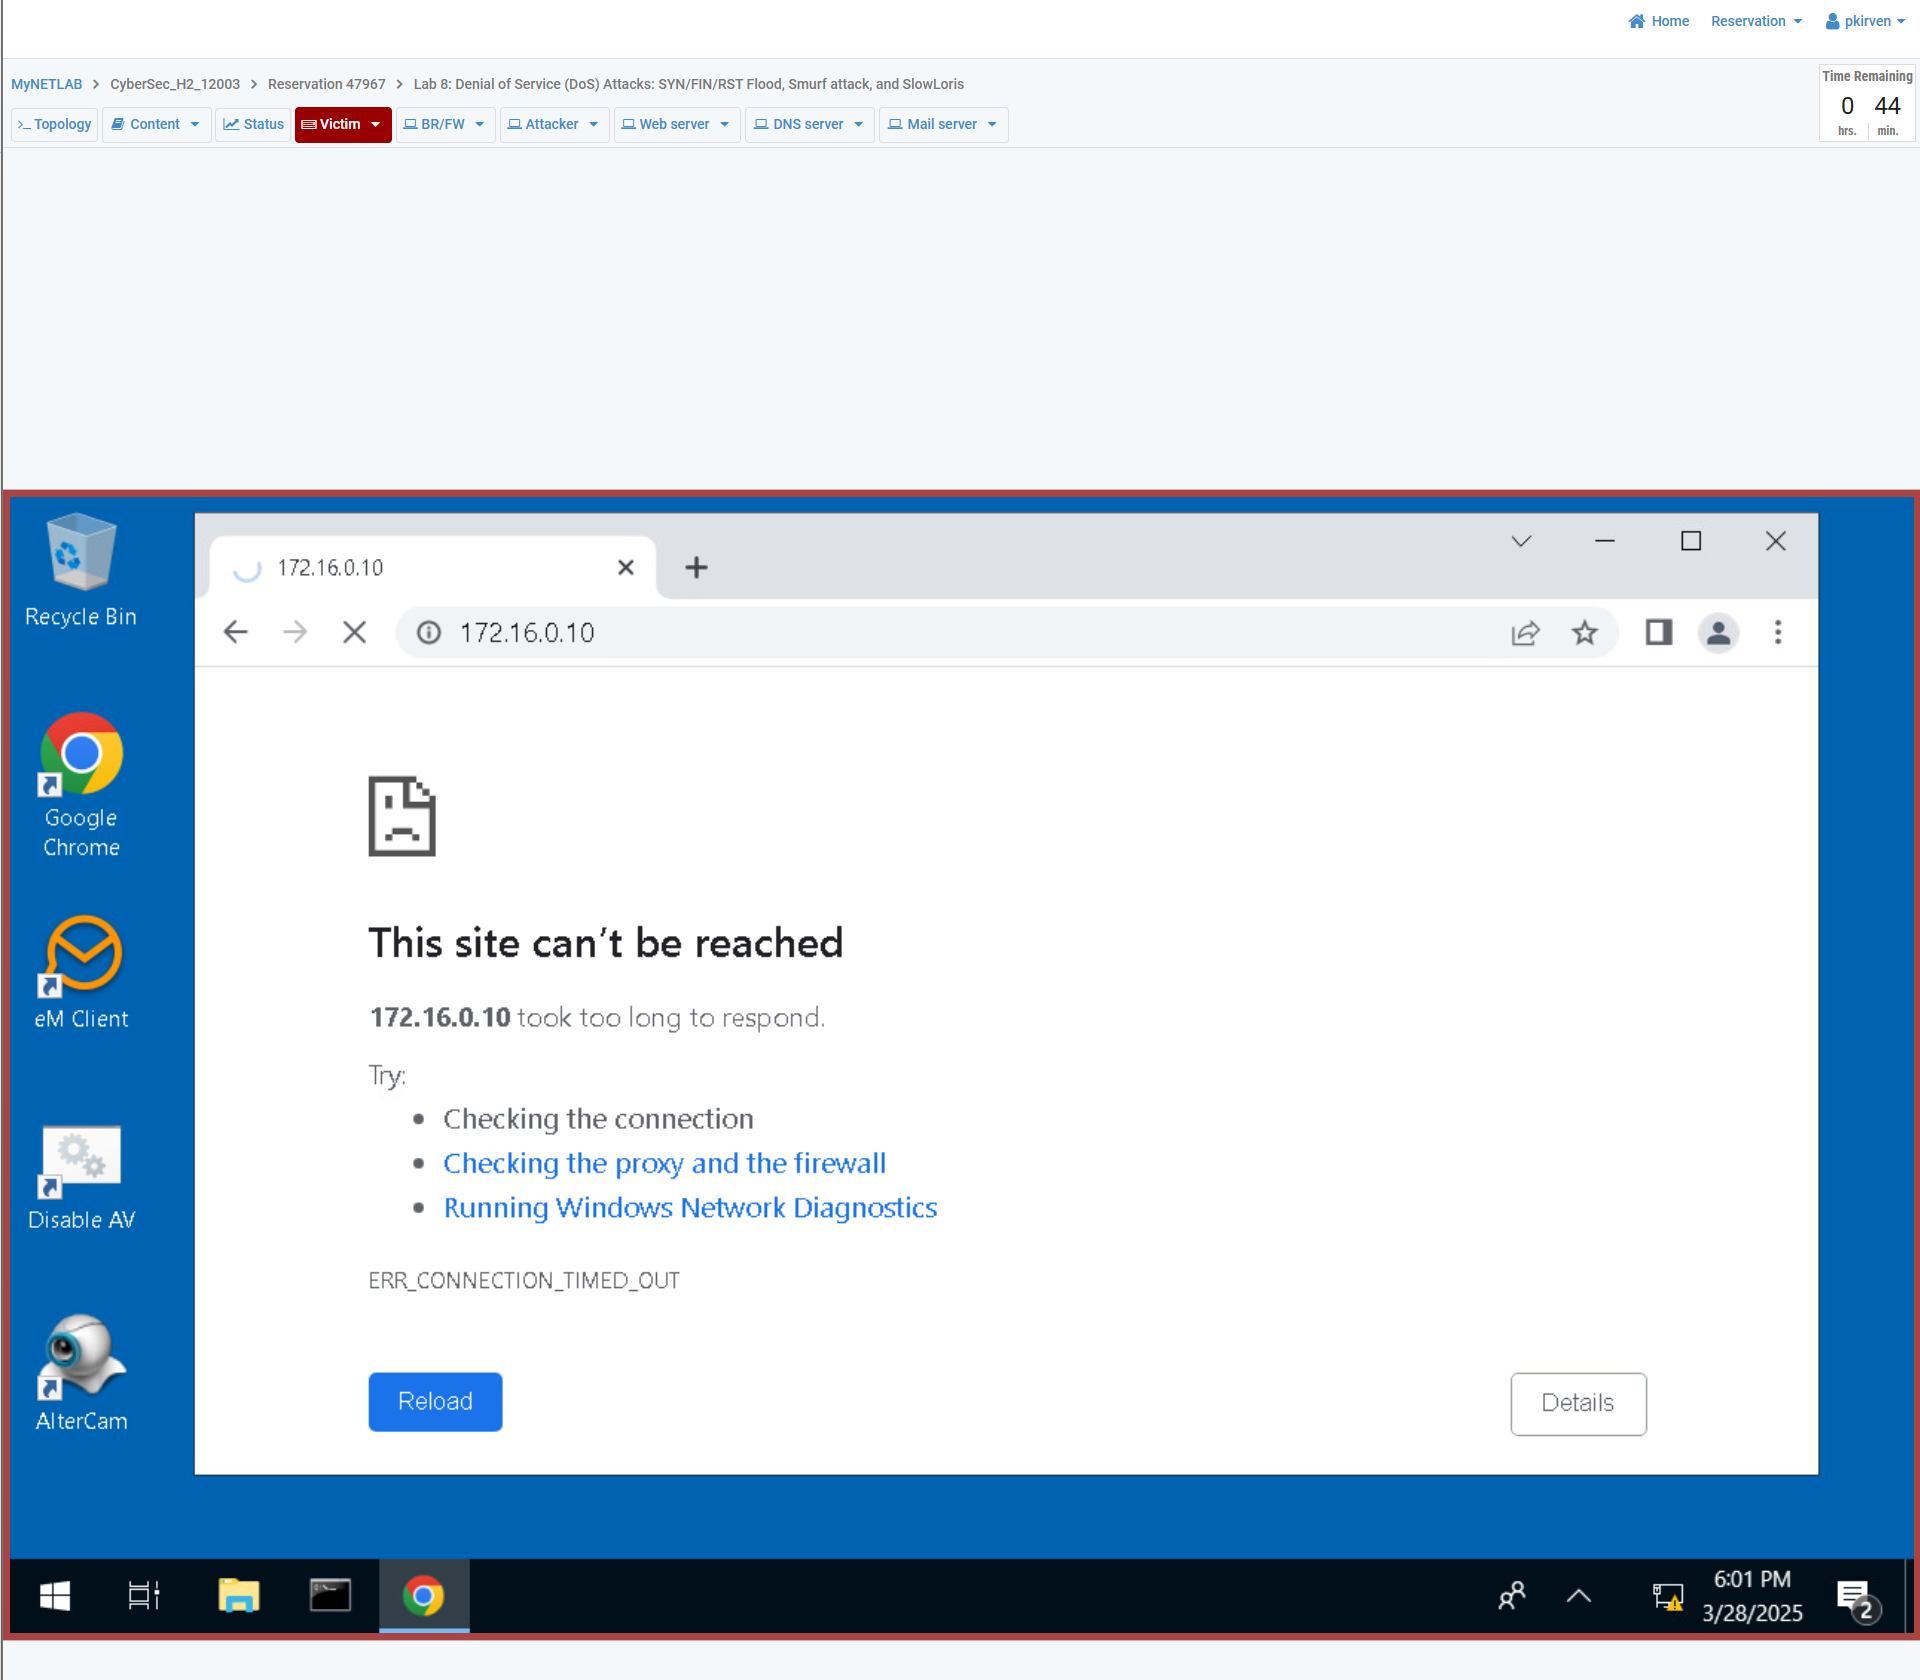 Home Reservation pkirven
MyNETLAB > CyberSec_H2_12003 > Reservation 47967 > Lab 8: Denial of Service (DoS) Attacks: SYN/FIN/RST Flood, Smurf attack, and SlowLoris
Time Remaining
0 44
hrs. min.
>_ Topology Content Status Victim BR/FW Attacker Web server DNS server Mail server
Recycle Bin
Google
Chrome
eM Client
Disable AV
AlterCam
172.16.0.10
172.16.0.10
This site can't be reached
172.16.0.10 took too long to respond.
Try:
• Checking the connection
• Checking the proxy and the firewall
• Running Windows Network Diagnostics
ERR_CONNECTION_TIMED_OUT
Reload
Details
6:01 PM
3/28/2025
2